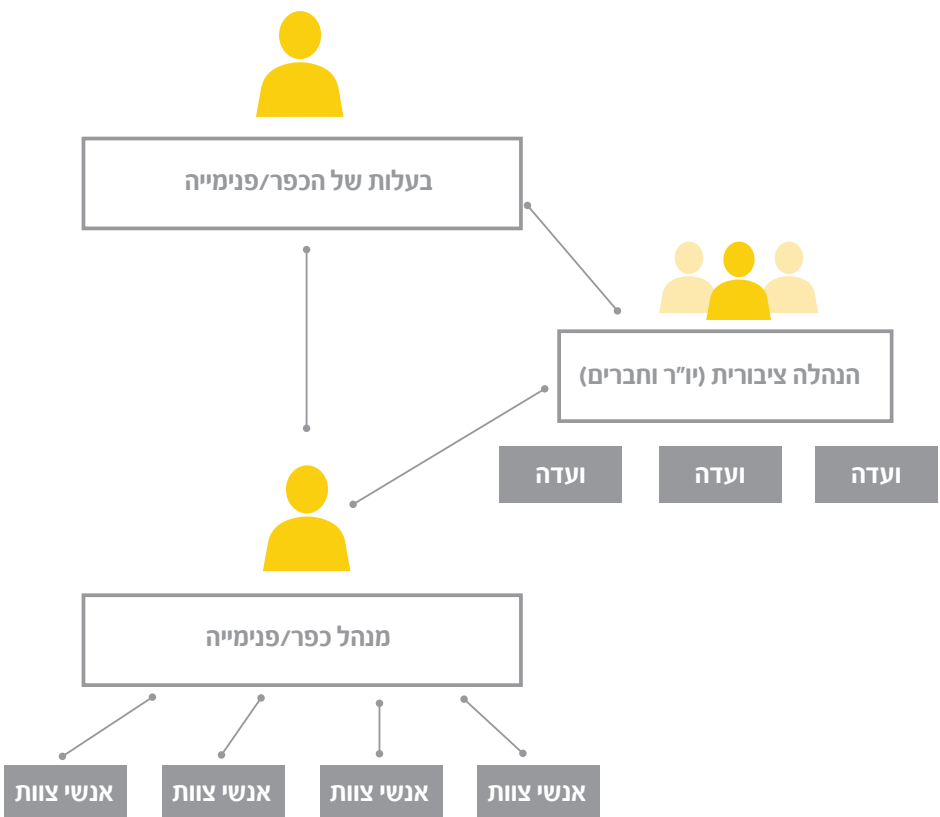 בעלות של הכפר/פנימייה
הנהלה ציבורית (יו"ר וחברים)
ועדה
ועדה
ועדה
מנהל כפר/פנימייה
אנשי צוות
אנשי צוות
אנשי צוות
אנשי צוות